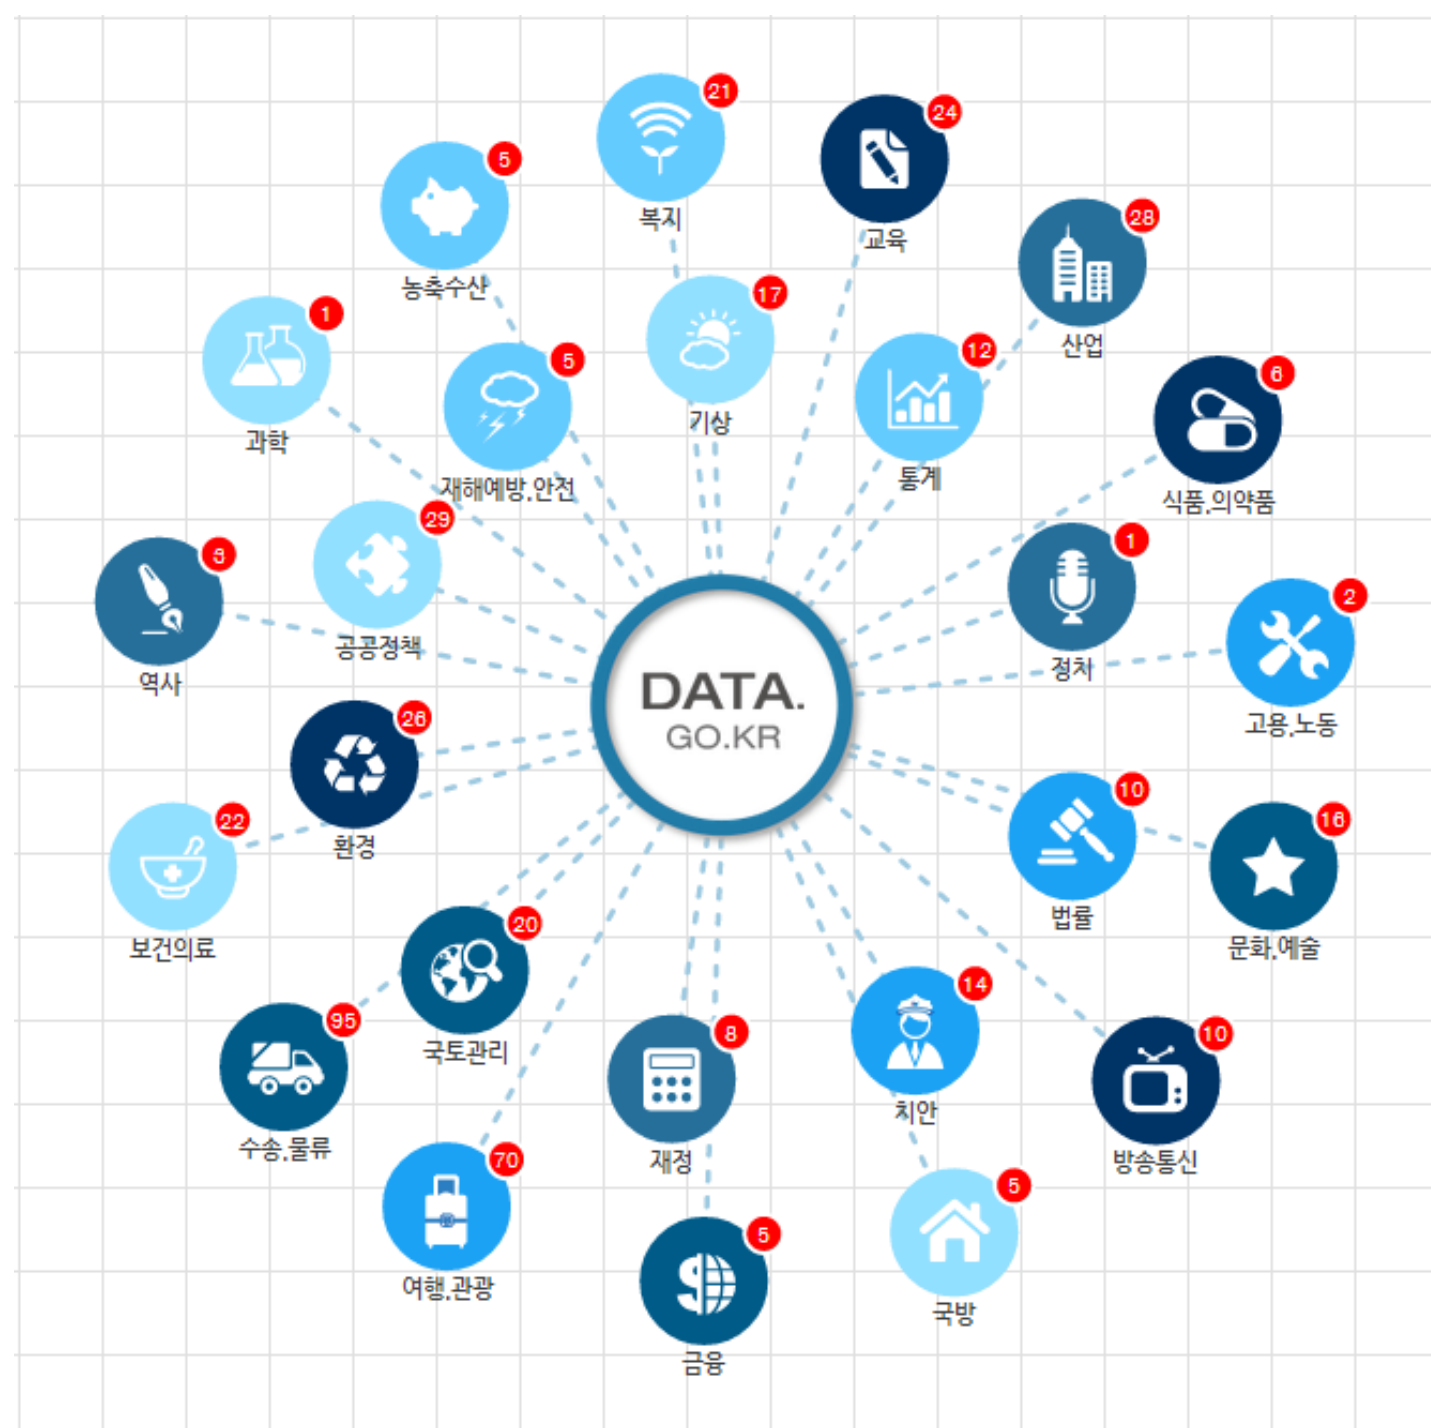 21
복지
24
교육
5
농축수산
28
산업
17
기상
1
과학
12
통계
5
재해예방.안전
6
식품.의약품
29
공공정책
1
정치
3
역사
2
고용.노동
DATA.
GO.KR
26
환경
10
법률
22
보건의료
16
문화.예술
20
국토관리
14
치안
95
수송.물류
8
재정
10
방송통신
70
여행.관광
5
국방
5
금융